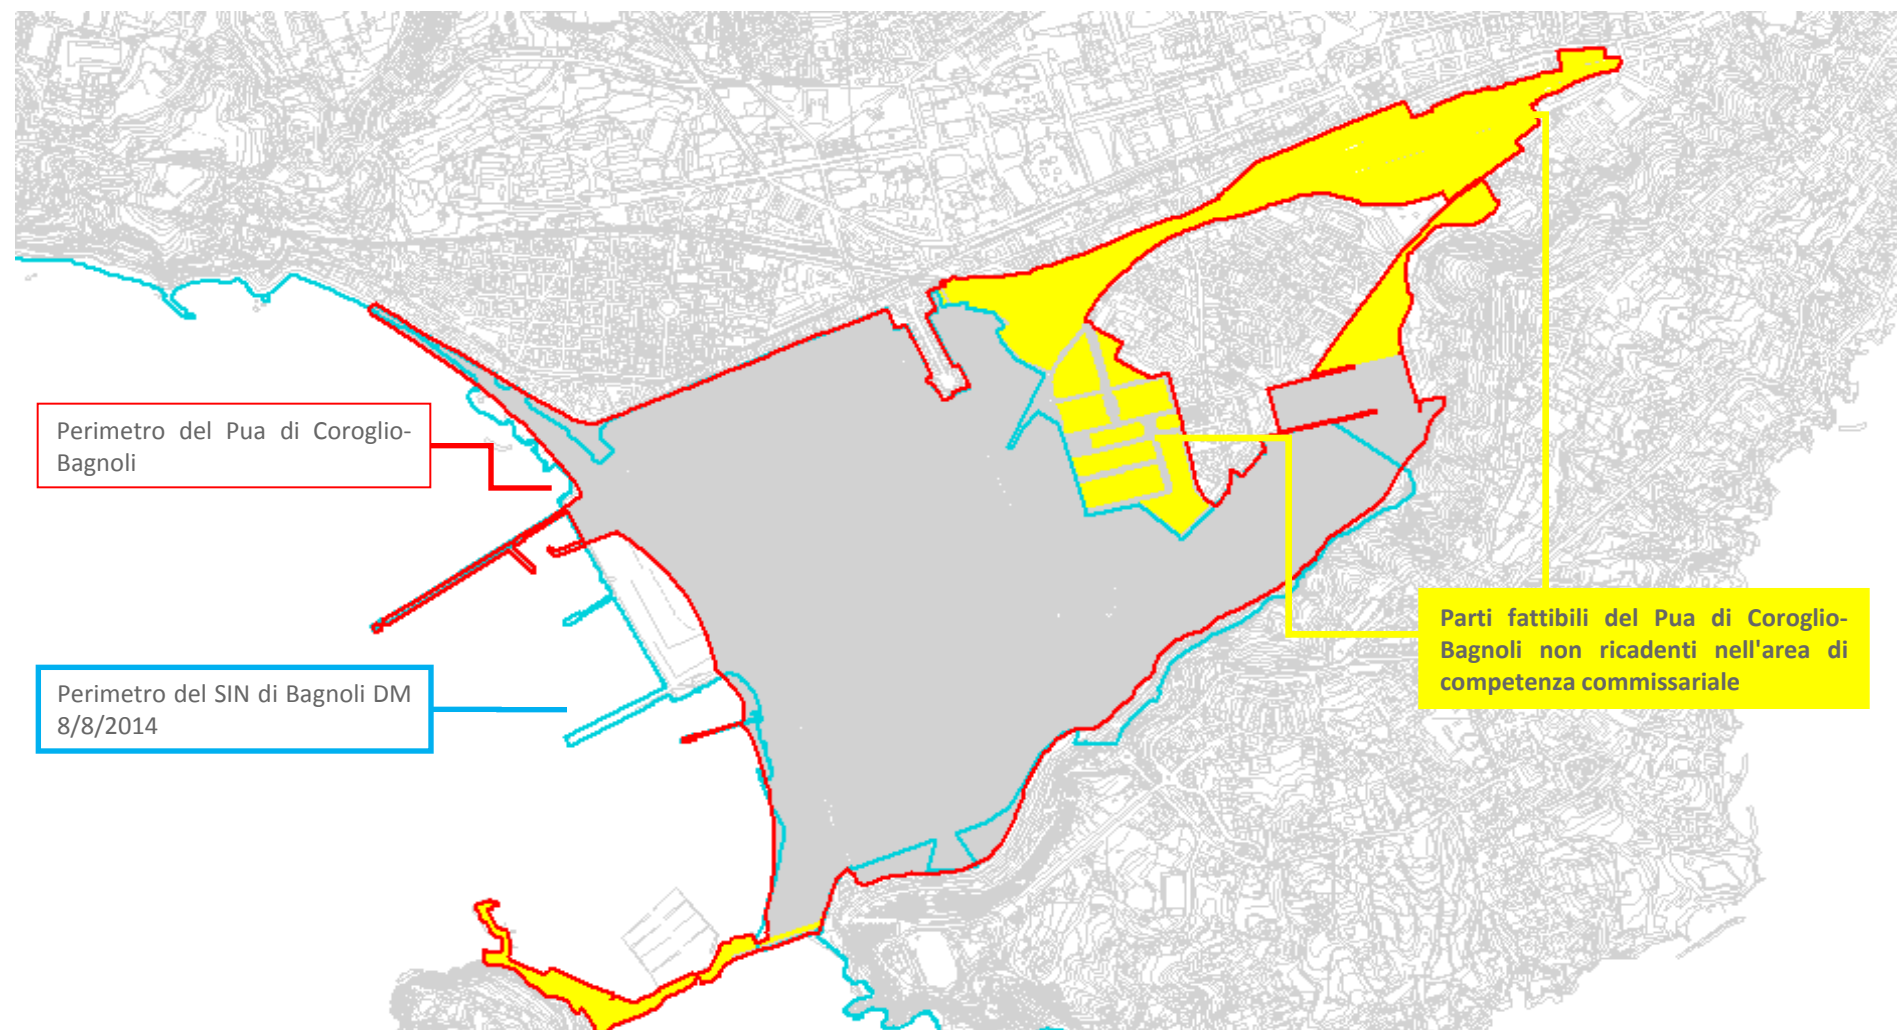 Perimetro del Pua di Coroglio-
Bagnoli
Perimetro del SIN di Bagnoli DM
8/8/2014
Parti fattibili del Pua di Coroglio-
Bagnoli non ricadenti nell'area di
competenza commissariale